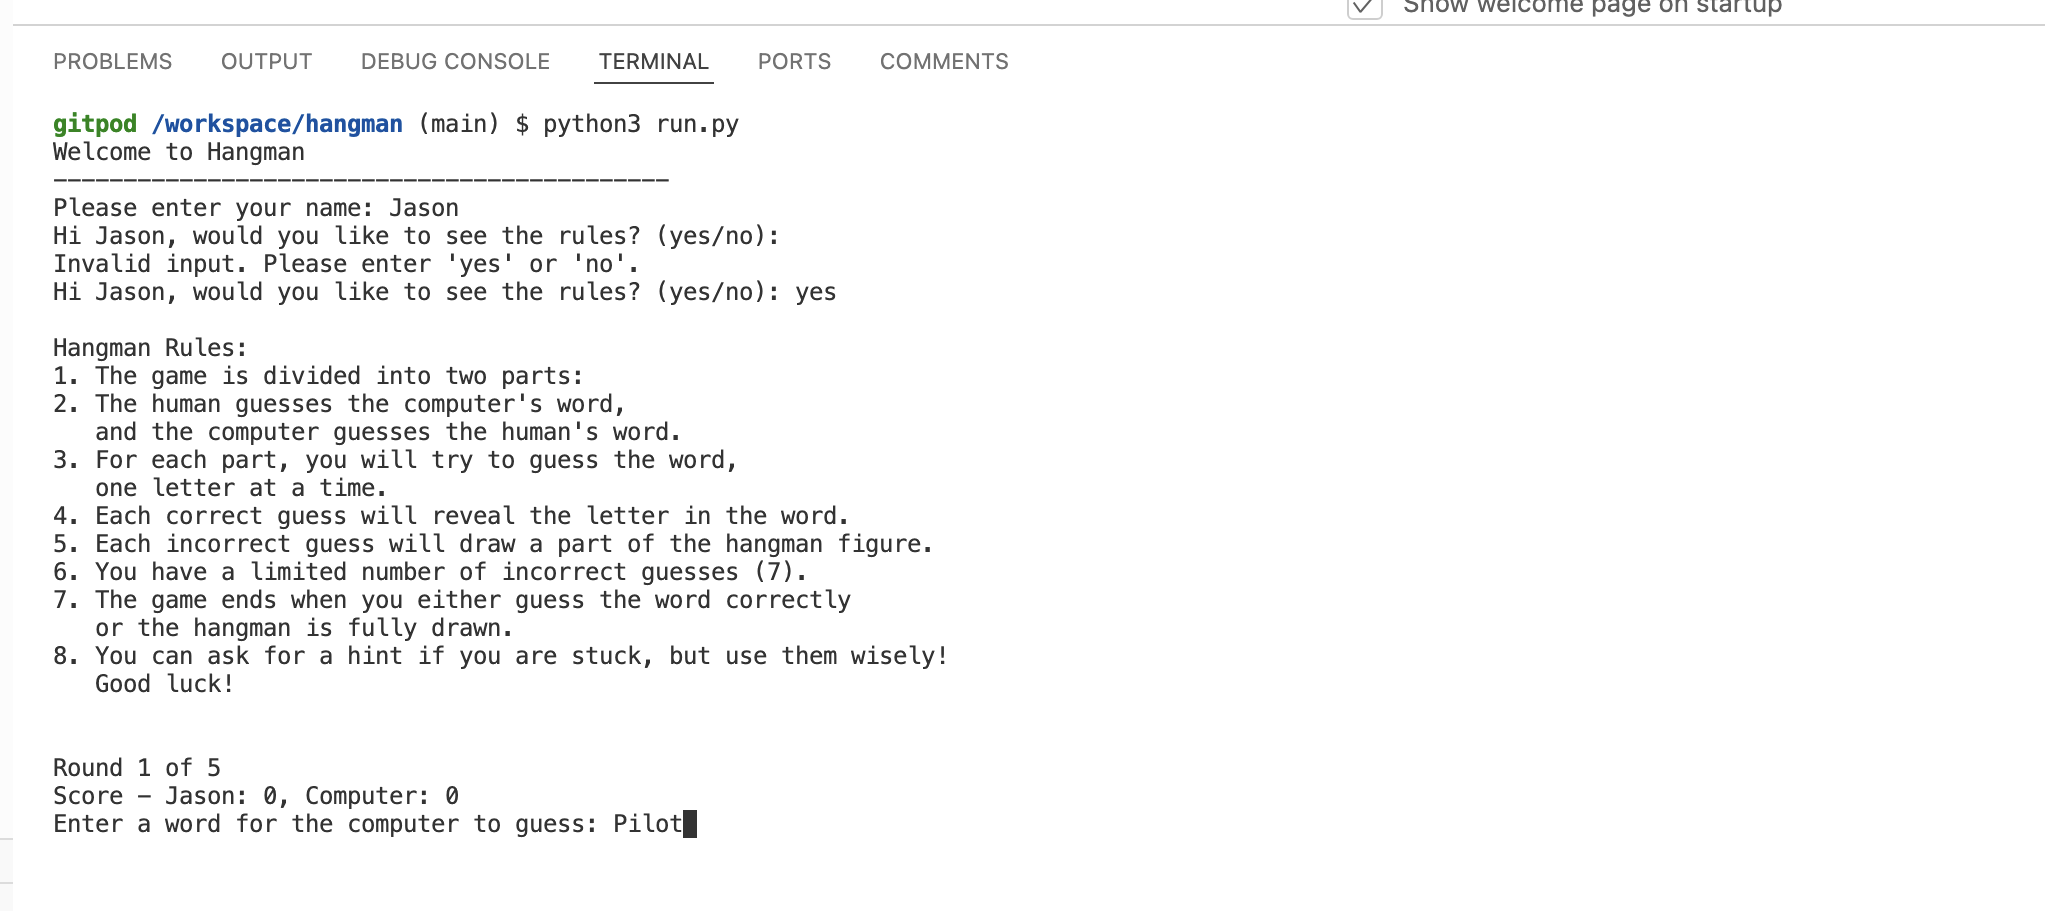 Show welcome page on startup
PROBLEMS OUTPUT DEBUG CONSOLE TERMINAL PORTS COMMENTS
gitpod /workspace/hangman (main) $ python3 run.py
Welcome to Hangman
--------------------------------------------
Please enter your name: Jason
Hi Jason, would you like to see the rules? (yes/no):
Invalid input. Please enter 'yes' or 'no'.
Hi Jason, would you like to see the rules? (yes/no): yes
Hangman Rules:
1. The game is divided into two parts:
2. The human guesses the computer's word,
and the computer guesses the human's word.
3. For each part, you will try to guess the word,
one letter at a time.
4. Each correct guess will reveal the letter in the word.
5. Each incorrect guess will draw a part of the hangman figure.
6. You have a limited number of incorrect guesses (7).
7. The game ends when you either guess the word correctly
or the hangman is fully drawn.
8. You can ask for a hint if you are stuck, but use them wisely!
Good luck!
Round 1 of 5
Score - Jason: 0, Computer: 0
Enter a word for the computer to guess: Pilot